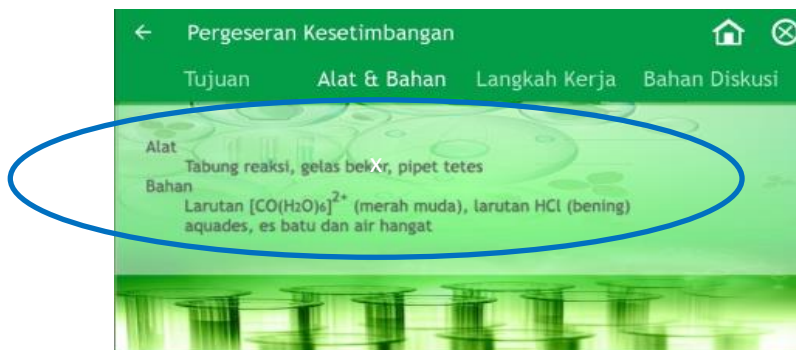 Pergeseran Kesetimbangan
Tujuan Alat & Bahan Langkah Kerja Bahan Diskusi
Alat
Tabung reaksi, gelas beker, pipet tetes
x
Bahan
Larutan [CO(H₂O)₆]²⁺ (merah muda), larutan HCl (bening)
aquades, es batu dan air hangat